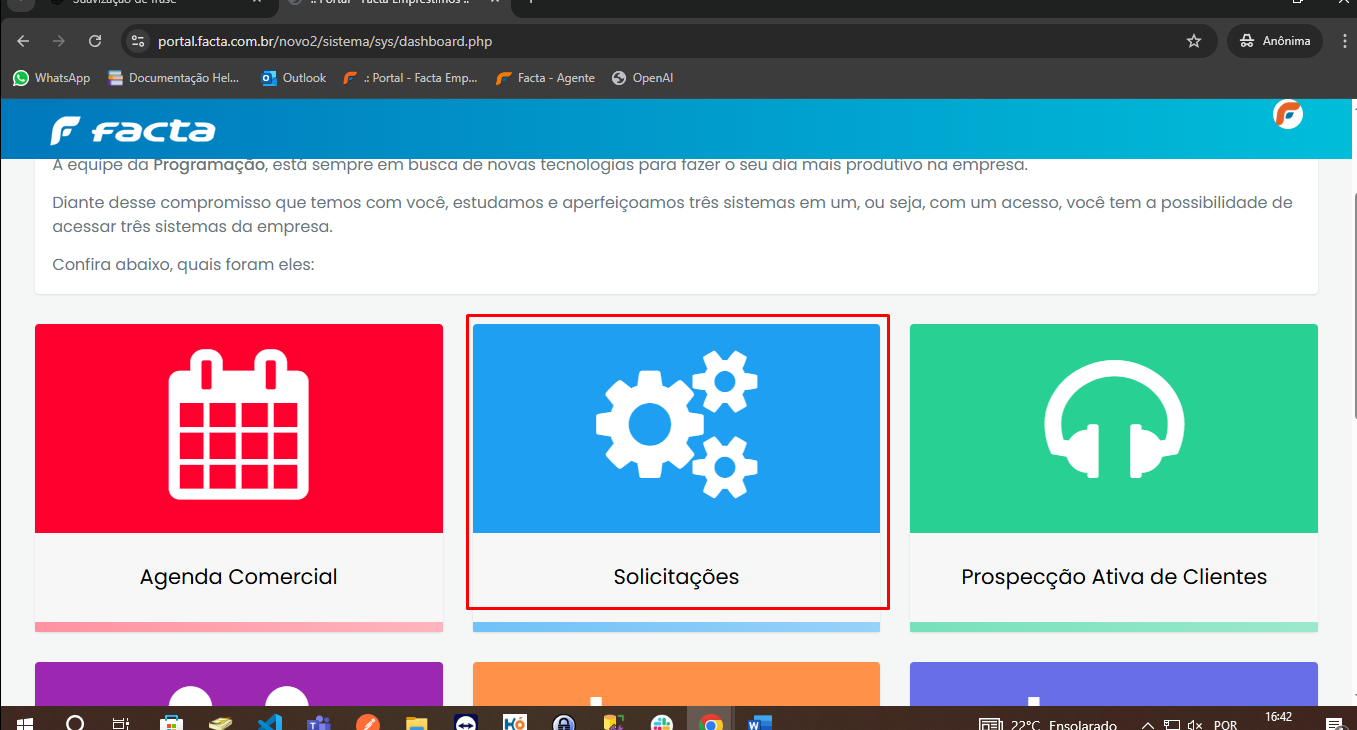 Suavização de frase
.: Portal - Facta Empréstimos :.
portal.facta.com.br/novo2/sistema/sys/dashboard.php
Anônima
WhatsApp
Documentação Hel...
Outlook
.: Portal - Facta Emp...
Facta - Agente
OpenAI
facta
A equipe da Programação, está sempre em busca de novas tecnologias para fazer o seu dia mais produtivo na empresa.
Diante desse compromisso que temos com você, estudamos e aperfeiçoamos três sistemas em um, ou seja, com um acesso, você tem a possibilidade de
acessar três sistemas da empresa.
Confira abaixo, quais foram eles:
Agenda Comercial
Solicitações
Prospecção Ativa de Clientes
22°C Ensolarado
POR
16:42